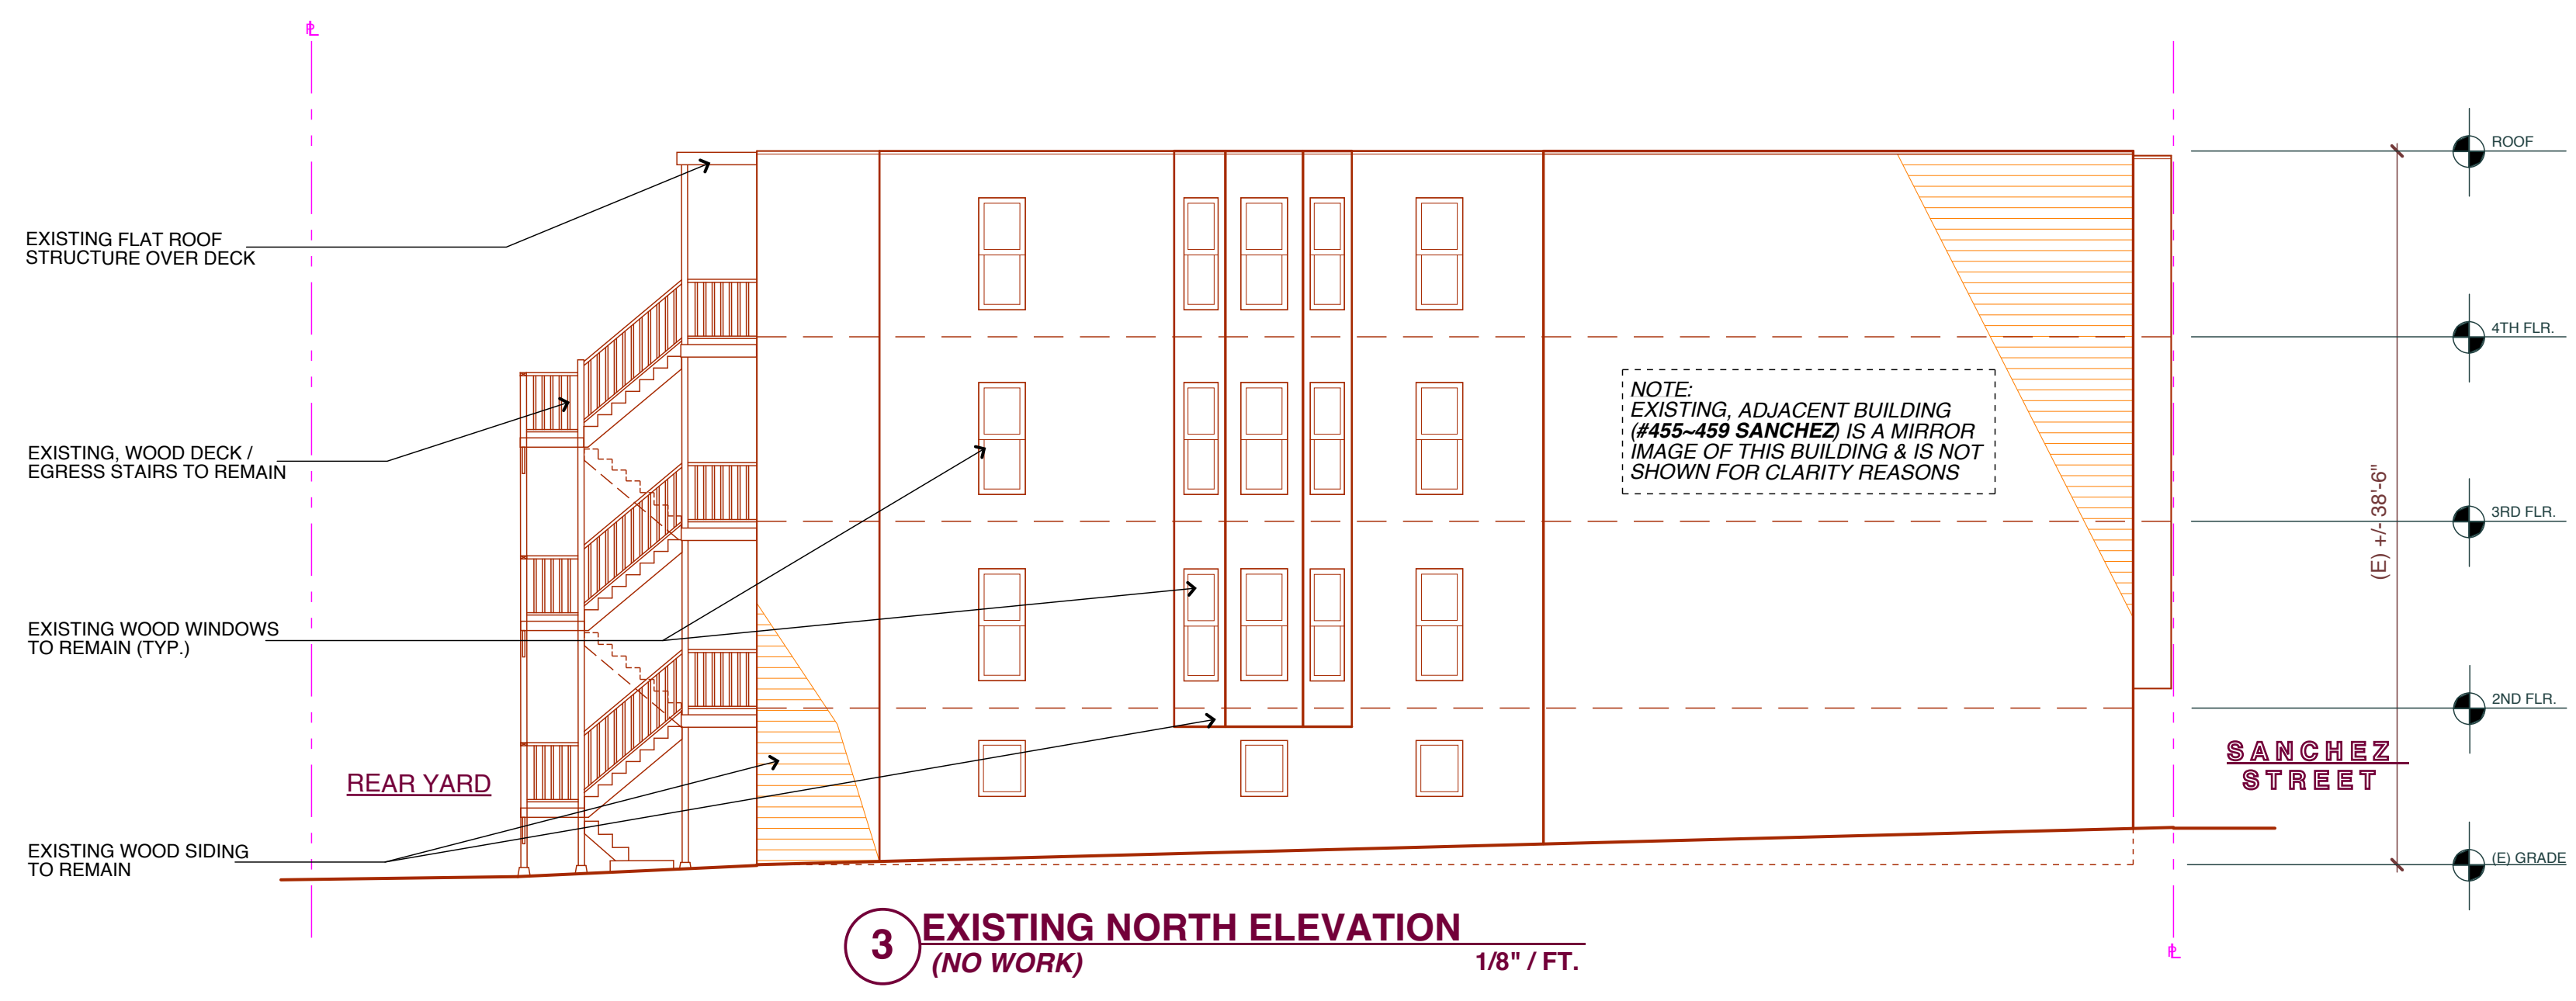 PL
ROOF
EXISTING FLAT ROOF
STRUCTURE OVER DECK
4TH FLR.
NOTE:
EXISTING, ADJACENT BUILDING
(#455~459 SANCHEZ) IS A MIRROR
IMAGE OF THIS BUILDING & IS NOT
SHOWN FOR CLARITY REASONS
EXISTING, WOOD DECK /
EGRESS STAIRS TO REMAIN
(E) +/- 38'-6"
3RD FLR.
EXISTING WOOD WINDOWS
TO REMAIN (TYP.)
2ND FLR.
REAR YARD
SANCHEZ
STREET
EXISTING WOOD SIDING
TO REMAIN
(E) GRADE
3
EXISTING NORTH ELEVATION
(NO WORK)
1/8" / FT.
PL